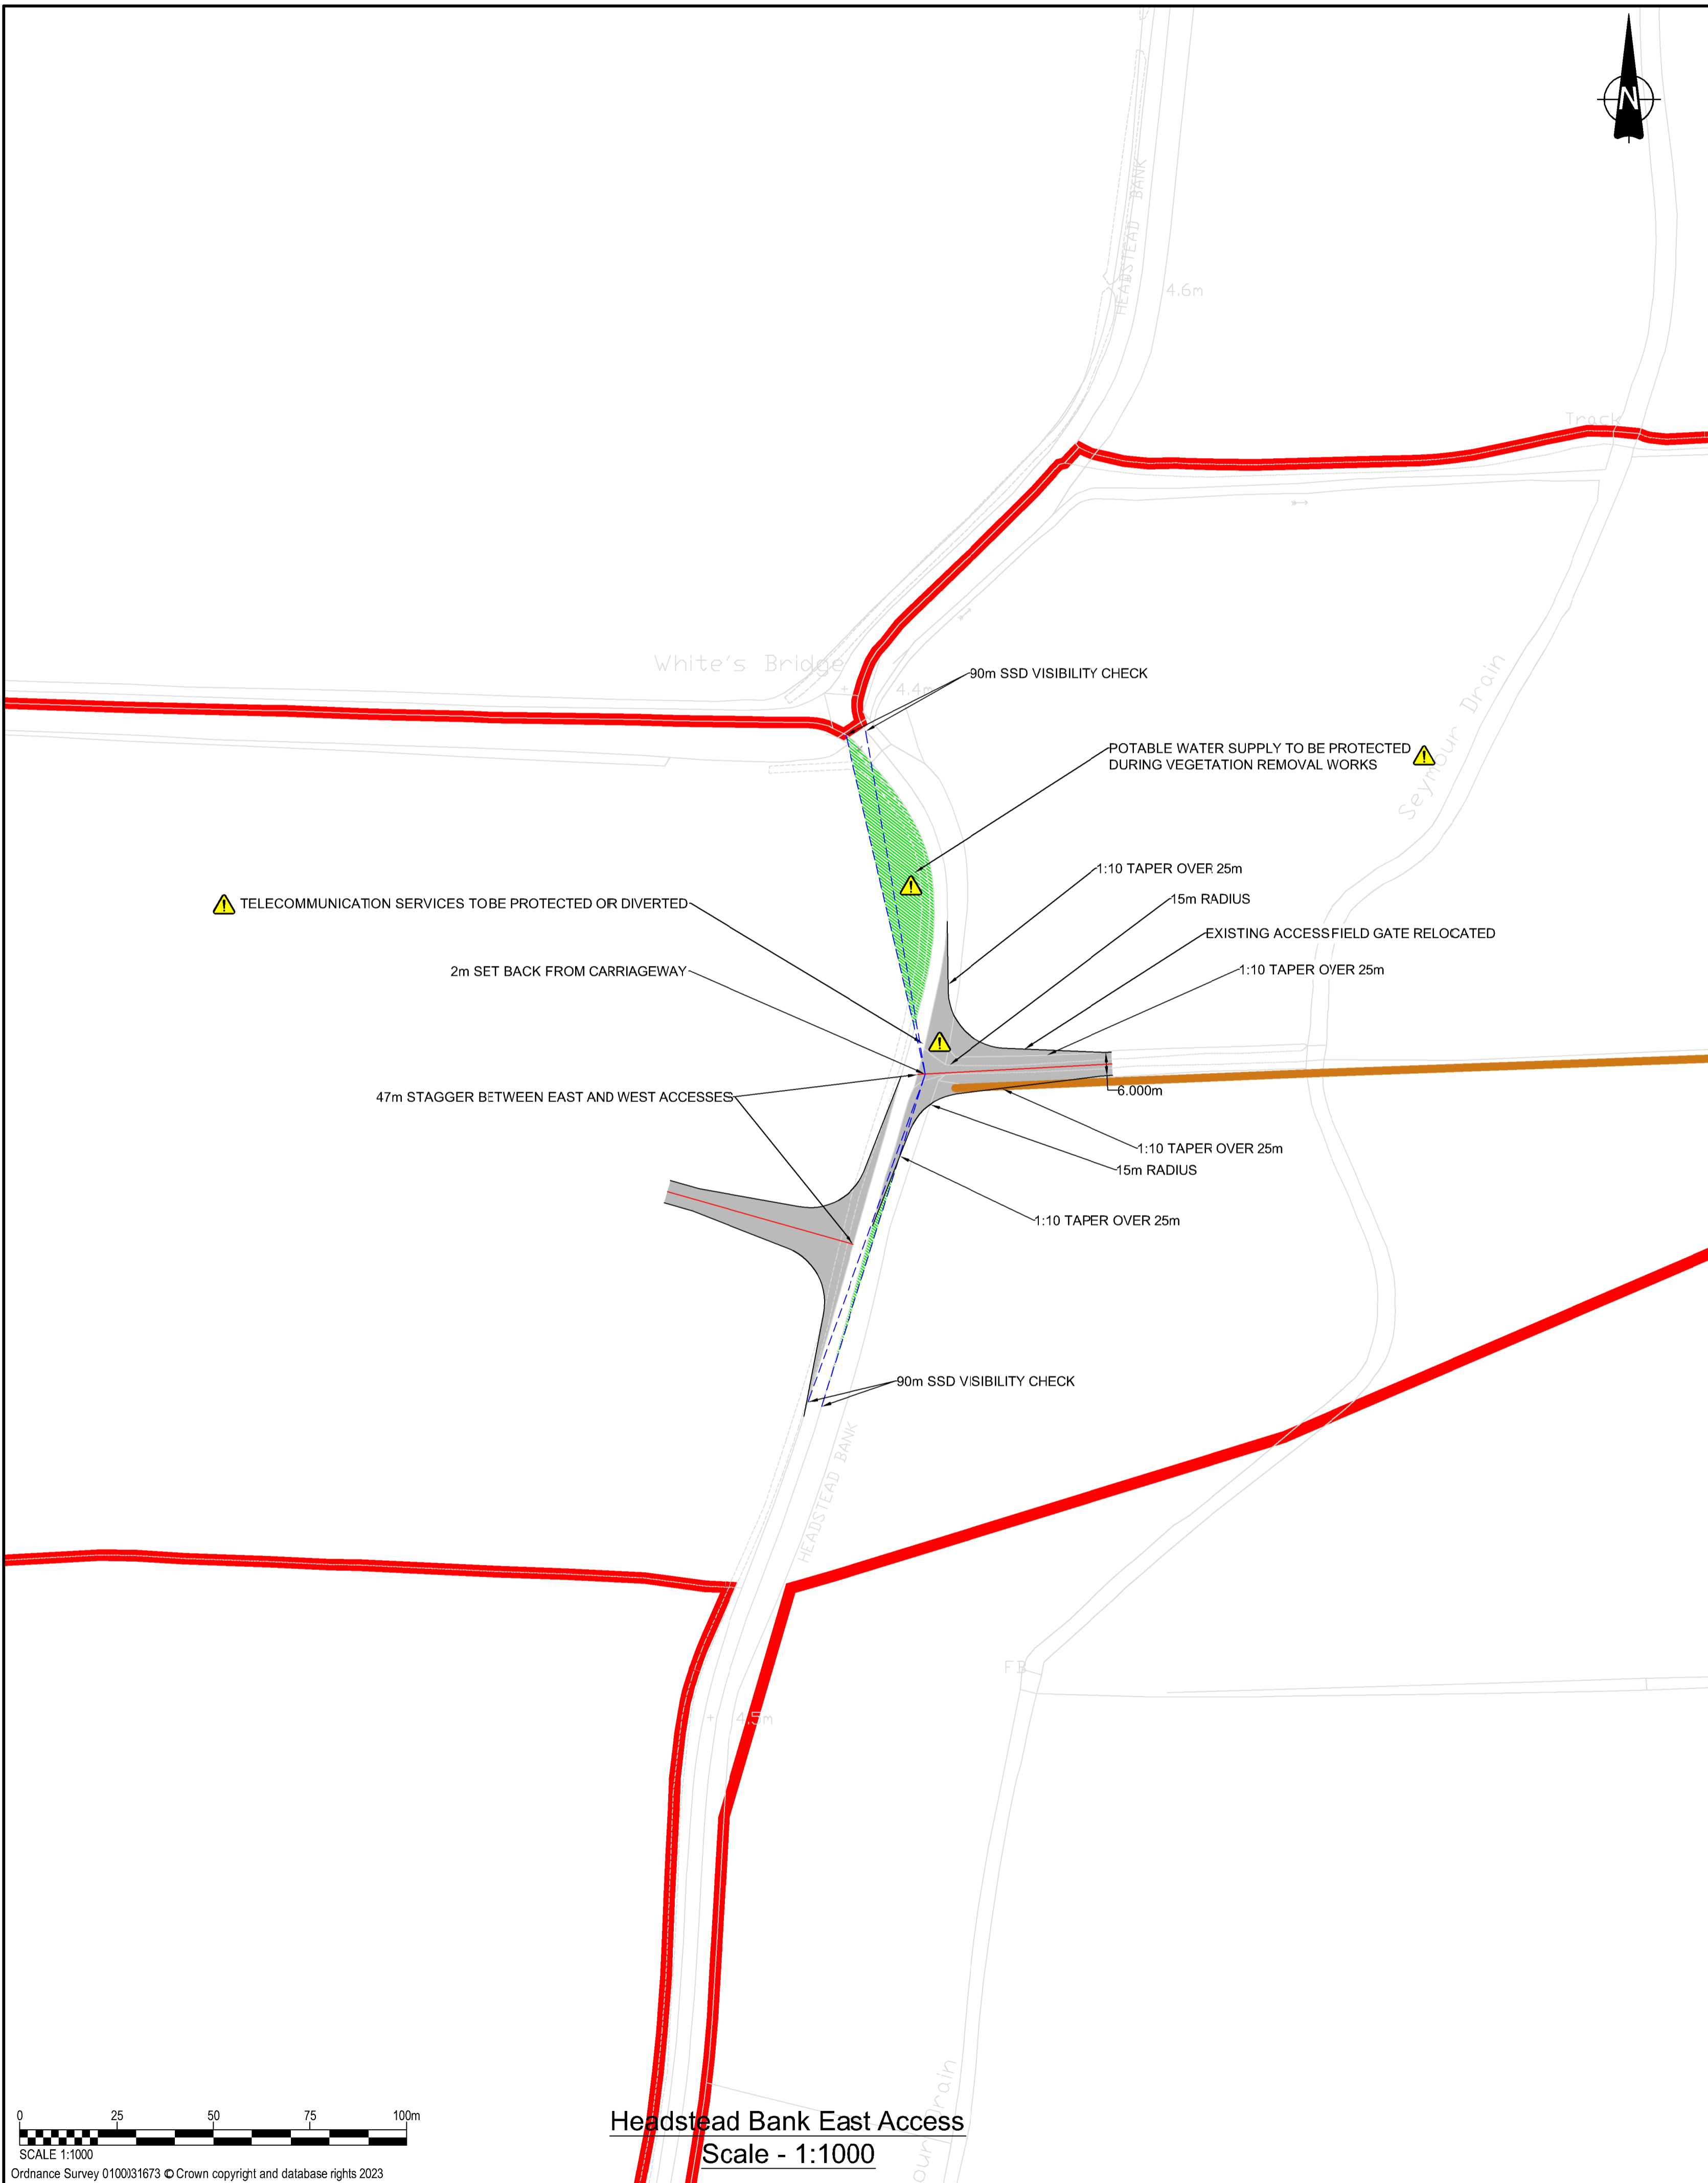 N
HEADSTEAD BANK
4.6m
Track
White's Bridge
4.4m
90m SSD VISIBILITY CHECK
Seymour Drain
POTABLE WATER SUPPLY TO BE PROTECTED
DURING VEGETATION REMOVAL WORKS
1:10 TAPER OVER 25m
15m RADIUS
TELECOMMUNICATION SERVICES TO BE PROTECTED OR DIVERTED
EXISTING ACCESS FIELD GATE RELOCATED
2m SET BACK FROM CARRIAGEWAY
1:10 TAPER OVER 25m
6.000m
47m STAGGER BETWEEN EAST AND WEST ACCESSES
1:10 TAPER OVER 25m
15m RADIUS
1:10 TAPER OVER 25m
90m SSD VISIBILITY CHECK
HEADSTEAD BANK
FB
4.5m
Drain
0 25 50 75 100m
SCALE 1:1000
Ordnance Survey 0100031673 © Crown copyright and database rights 2023
Headstead Bank East Access
Scale - 1:1000